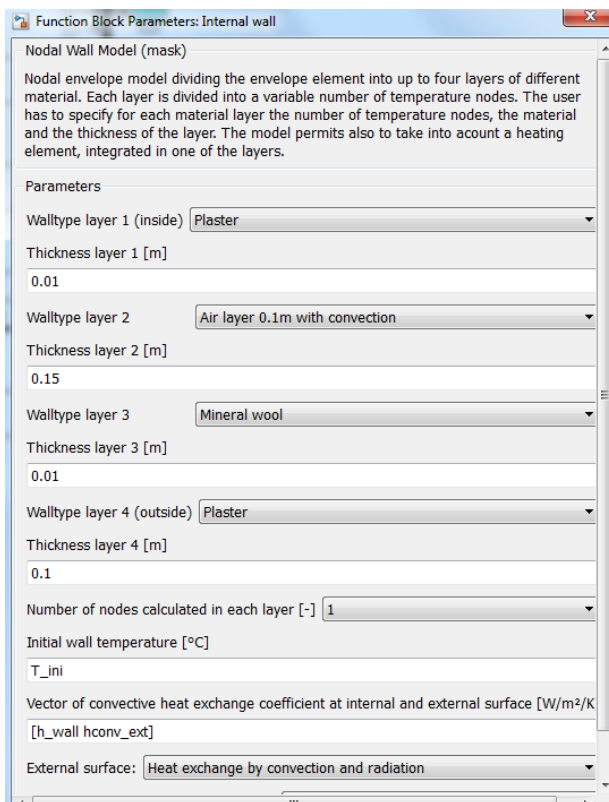 Function Block Parameters: Internal wall
Nodal Wall Model (mask)
Nodal envelope model dividing the envelope element into up to four layers of different
material. Each layer is divided into a variable number of temperature nodes. The user
has to specify for each material layer the number of temperature nodes, the material
and the thickness of the layer. The model permits also to take into acount a heating
element, integrated in one of the layers.
Parameters
Walltype layer 1 (inside) Plaster
Thickness layer 1 [m]
0.01
Walltype layer 2 Air layer 0.1m with convection
Thickness layer 2 [m]
0.15
Walltype layer 3 Mineral wool
Thickness layer 3 [m]
0.01
Walltype layer 4 (outside) Plaster
Thickness layer 4 [m]
0.1
Number of nodes calculated in each layer [-] 1
Initial wall temperature [°C]
T_ini
Vector of convective heat exchange coefficient at internal and external surface [W/m²/K
[h_wall hconv_ext]
External surface: Heat exchange by convection and radiation